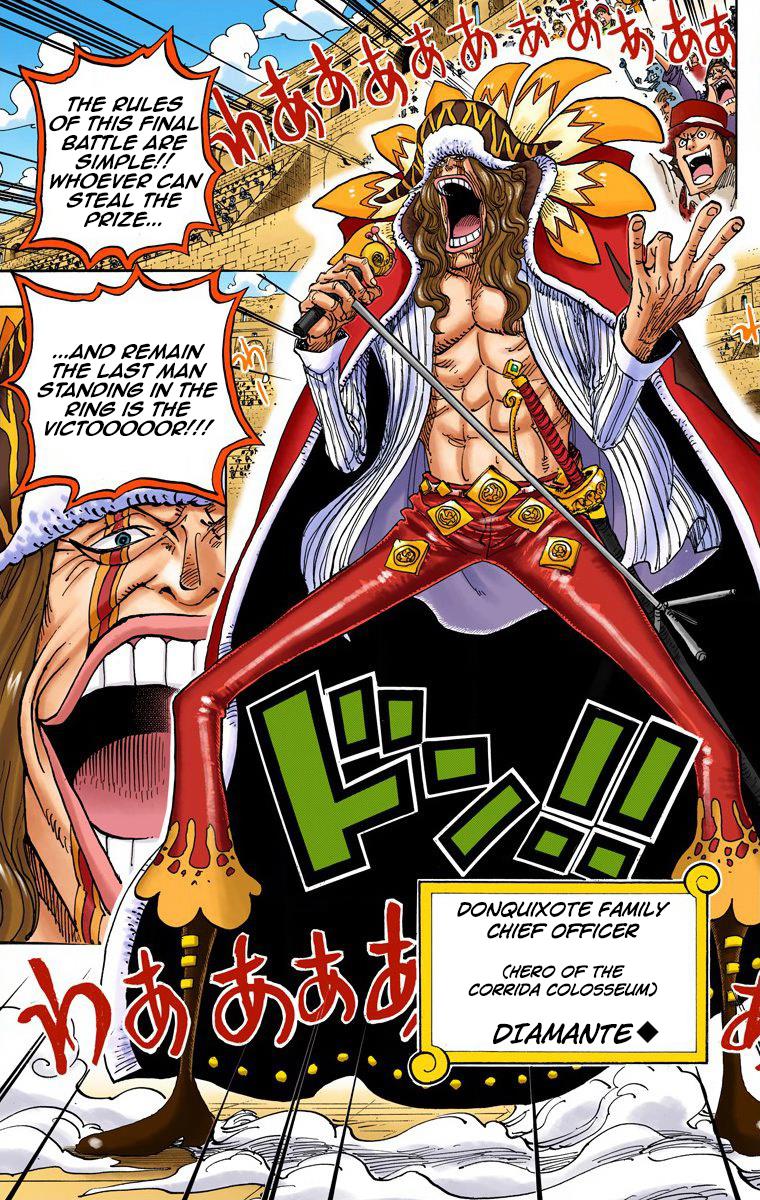 わあああああああああ
THE RULES
OF THIS FINAL
BATTLE ARE
SIMPLE!!
WHOEVER CAN
STEAL THE
PRIZE...
...AND REMAIN
THE LAST MAN
STANDING IN THE
RING IS THE
VICTOOOOOR!!!
ドン!!
DONQUIXOTE FAMILY
CHIEF OFFICER
(HERO OF THE
CORRIDA COLOSSEUM)
DIAMANTE◆
わああああ